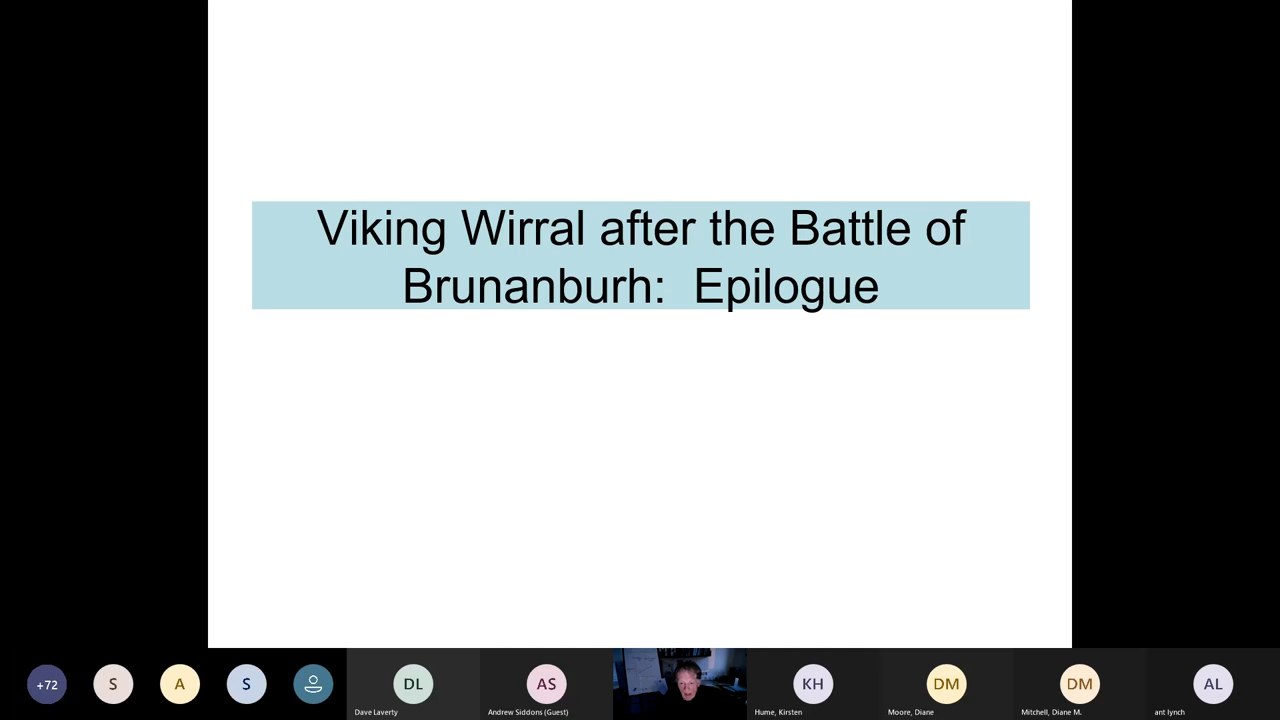 Viking Wirral after the Battle of
Brunanburh: Epilogue
+72
S
A
S
DL
AS
KH
DM
DM
AL
Dave Laverty
Andrew Siddons (Guest)
Hume, Kirsten
Moore, Diane
Mitchell, Diane M.
ant lynch